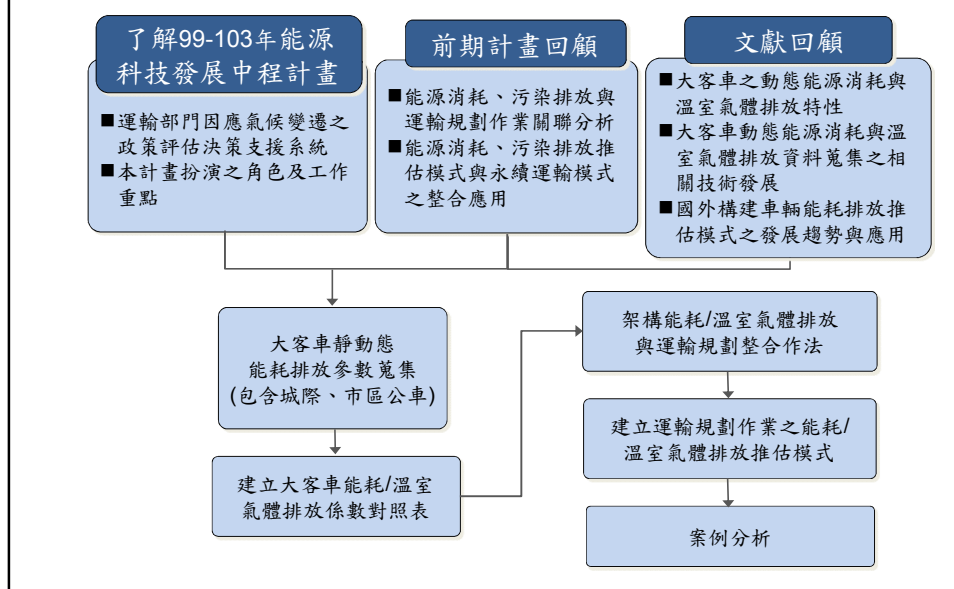 了解99-103年能源
科技發展中程計畫
■運輸部門因應氣候變遷之
政策評估決策支援系統
■本計畫扮演之角色及工作
重點
前期計畫回顧
■能源消耗、污染排放與
運輸規劃作業關聯分析
■能源消耗、污染排放推
估模式與永續運輸模式
之整合應用
文獻回顧
■大客車之動態能源消耗與
溫室氣體排放特性
■大客車動態能源消耗與溫
室氣體排放資料蒐集之相
關技術發展
■國外構建車輛能耗排放推
估模式之發展趨勢與應用
大客車靜動態
能耗排放參數蒐集
(包含城際、市區公車)
建立大客車能耗/溫室
氣體排放係數對照表
架構能耗/溫室氣體排放
與運輸規劃整合作法
建立運輸規劃作業之能耗/
溫室氣體排放推估模式
案例分析